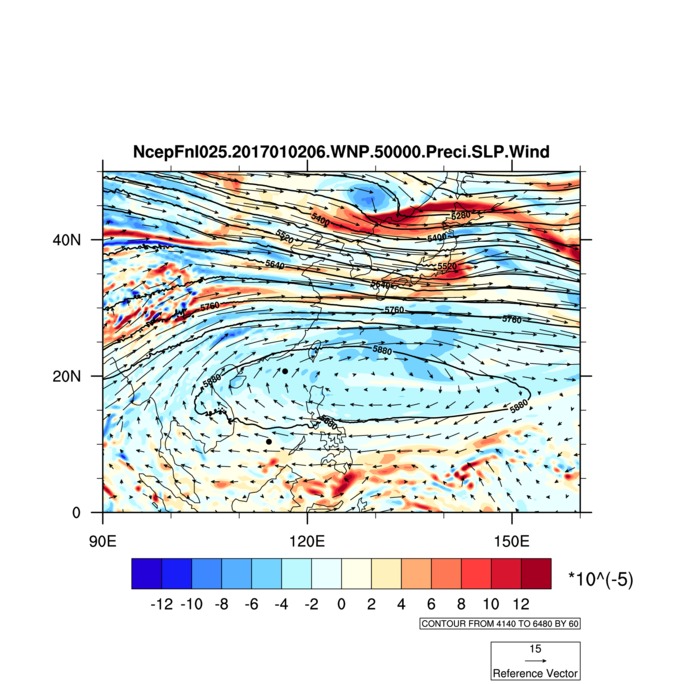 NcepFnl025.2017010206.WNP.50000.Preci.SLP.Wind
5400
5280
5520
5400
40N
5640
5520
5640
5760
5760
5760
5880
20N
5880
5880
5880
0
90E 120E 150E
-12 -10 -8 -6 -4 -2 0 2 4 6 8 10 12
*10^(-5)
CONTOUR FROM 4140 TO 6480 BY 60
15
Reference Vector